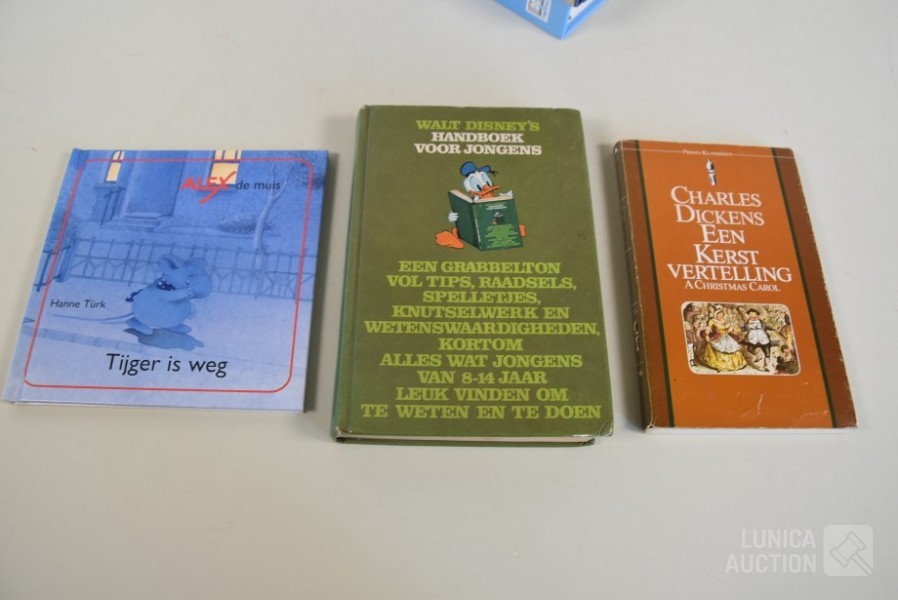 ALEX de muis
Hanne Türk
Tijger is weg
WALT DISNEY'S
HANDBOEK
VOOR JONGENS
EEN GRABBELTON
VOL TIPS, RAADSELS,
SPELLETJES,
KNUTSELWERK EN
WETENSWAARDIGHEDEN,
KORTOM
ALLES WAT JONGENS
VAN 8-14 JAAR
LEUK VINDEN OM
TE WETEN EN TE DOEN
PRISMA KLASSIEKEN
CHARLES
DICKENS
EEN
KERST
VERTELLING
A CHRISTMAS CAROL
LUNICA
AUCTION